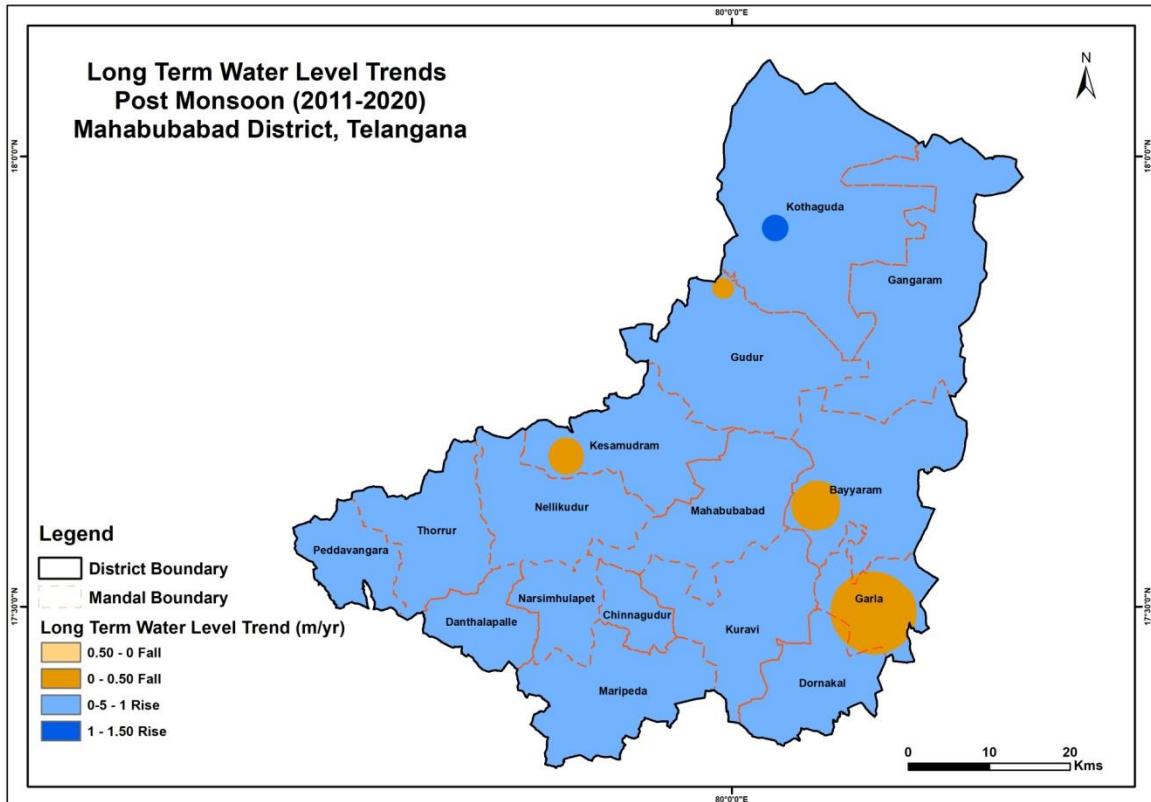 80°0'0"E
Long Term Water Level Trends
Post Monsoon (2011-2020)
Mahabubabad District, Telangana
N
18°0'0"N
18°0'0"N
Kothaguda
Gangaram
Gudur
Kesamudram
Bayyaram
Nellikudur
Mahabubabad
Thorrur
Peddavangara
Narsimhulapet
Garla
Chinnagudur
Danthalapalle
Kuravi
Dornakal
Maripeda
17°30'0"N
17°30'0"N
Legend
District Boundary
Mandal Boundary
Long Term Water Level Trend (m/yr)
0.50 - 0 Fall
0 - 0.50 Fall
0-5 - 1 Rise
1 - 1.50 Rise
0 10 20
Kms
80°0'0"E